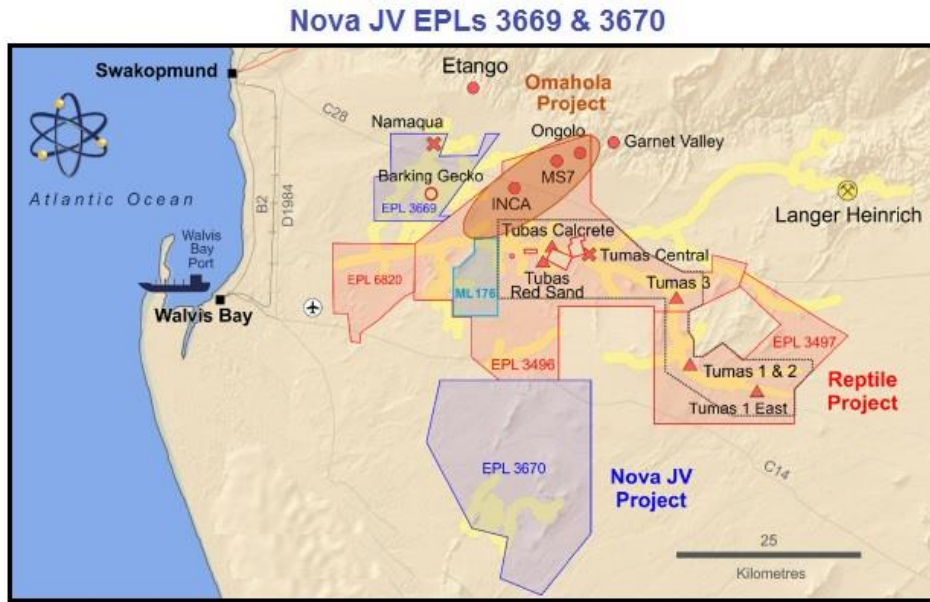 Nova JV EPLs 3669 & 3670
Swakopmund
Etango
Omahola
Project
C28
Namaqua
Ongolo
Garnet Valley
MS7
Barking Gecko
INCA
EPL 3669
Atlantic Ocean
B2
D1984
Langer Heinrich
Tubas Calcrete
Tumas Central
Walvis
Bay
Port
EPL 6820
ML176
Tubas
Red Sand
Tumas 3
Walvis Bay
EPL 3496
EPL 3497
Tumas 1 & 2
Reptile
Project
Tumas 1 East
EPL 3670
Nova JV
Project
C14
25
Kilometres